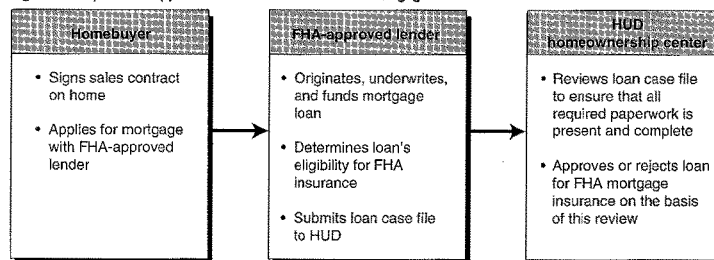 Homebuyer
• Signs sales contract
on home
• Applies for mortgage
with FHA-approved
lender
FHA-approved lender
• Originates, underwrites,
and funds mortgage
loan
• Determines loan's
eligibility for FHA
insurance
• Submits loan case file
to HUD
HUD
homeownership center
• Reviews loan case file
to ensure that all
required paperwork is
present and complete
• Approves or rejects loan
for FHA mortgage
insurance on the basis
of this review